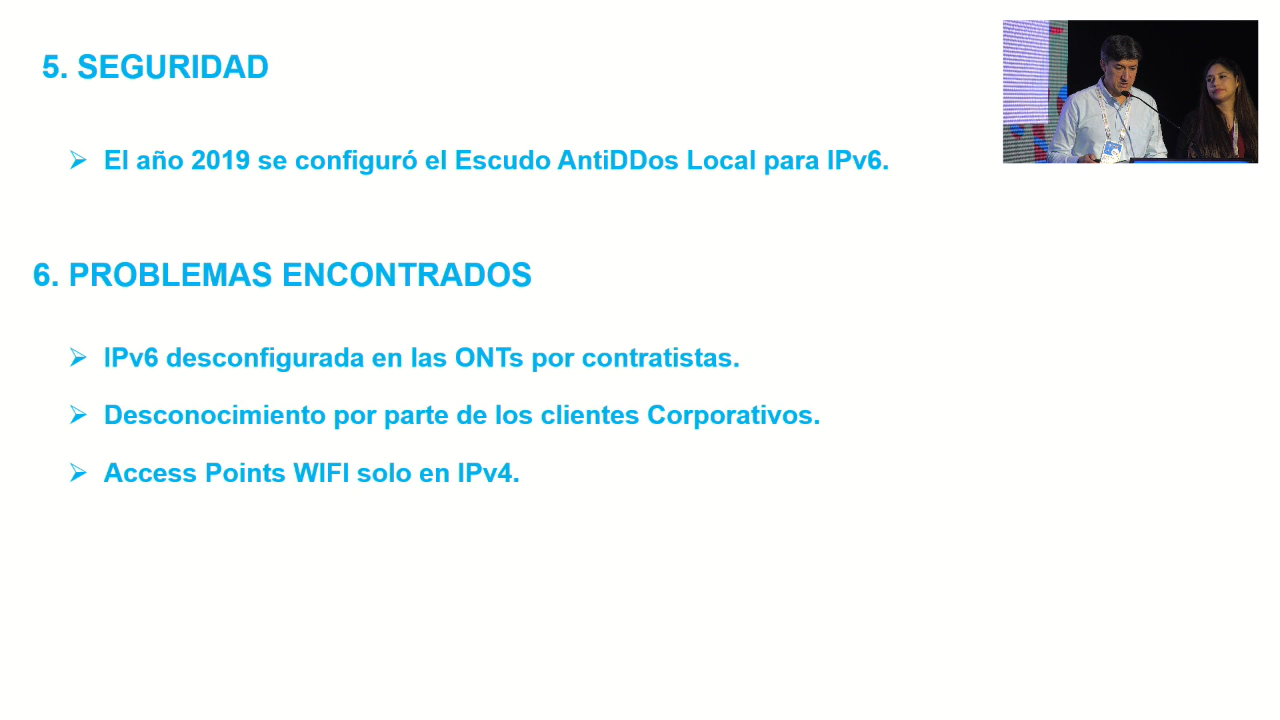 5. SEGURIDAD
El año 2019 se configuró el Escudo AntiDDos Local para IPv6.
6. PROBLEMAS ENCONTRADOS
IPv6 desconfigurada en las ONTs por contratistas.
Desconocimiento por parte de los clientes Corporativos.
Access Points WIFI solo en IPv4.